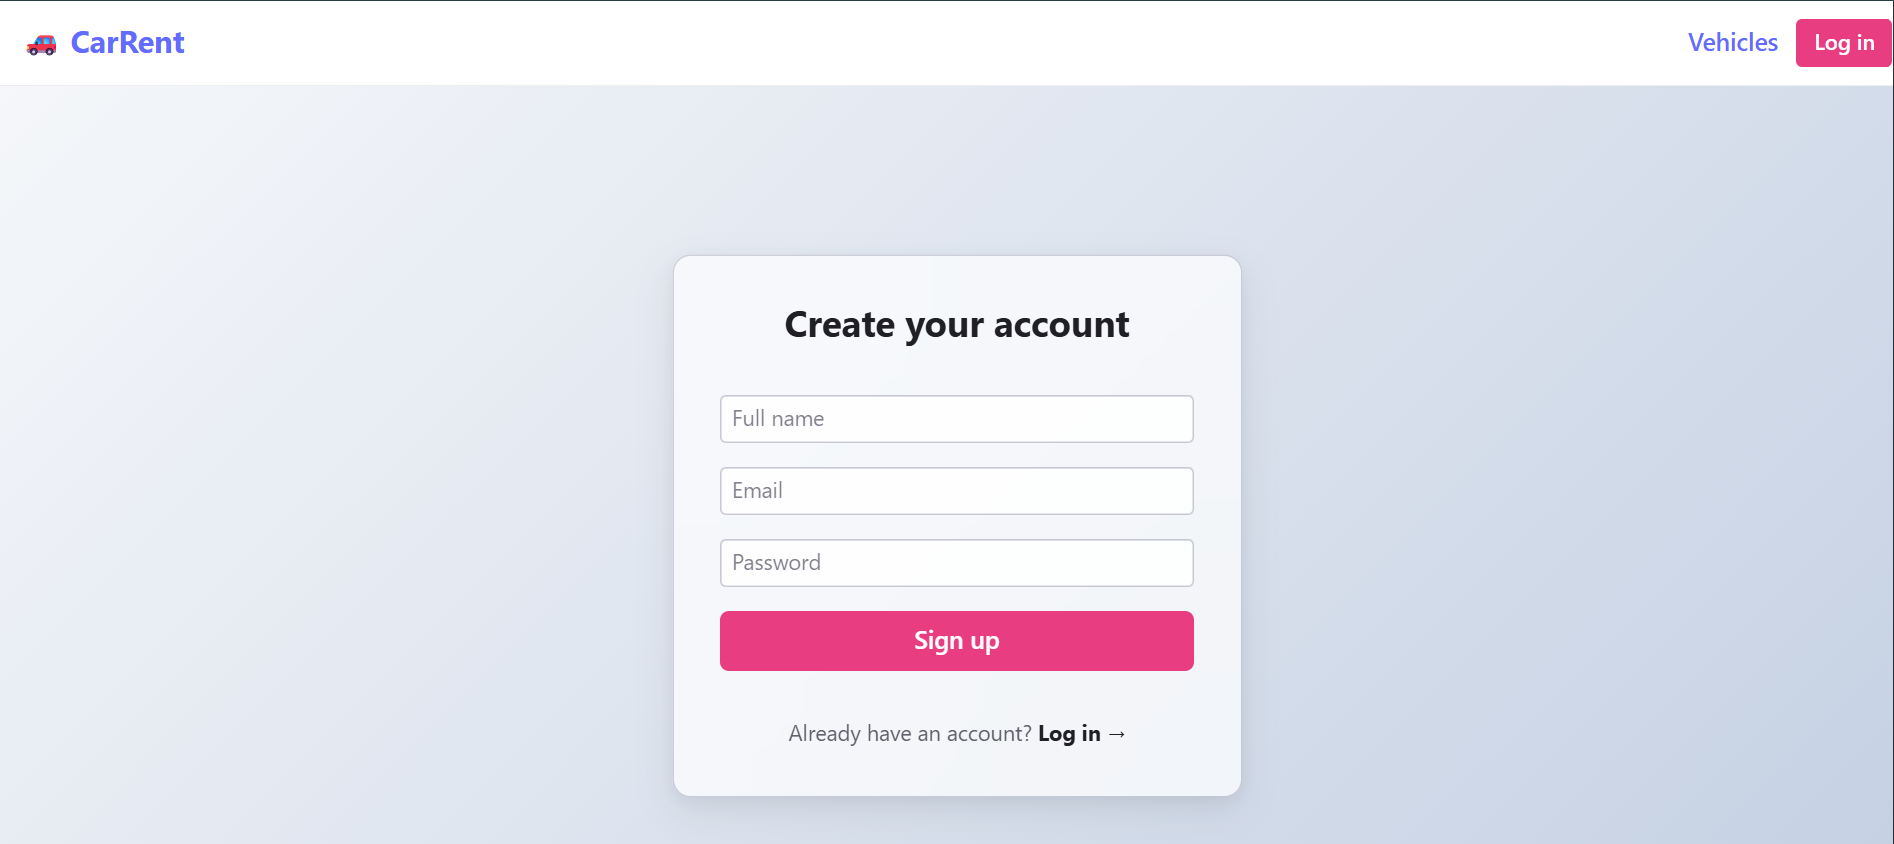 CarRent
Vehicles
Log in
Create your account
Full name
Email
Password
Sign up
Already have an account? Log in →